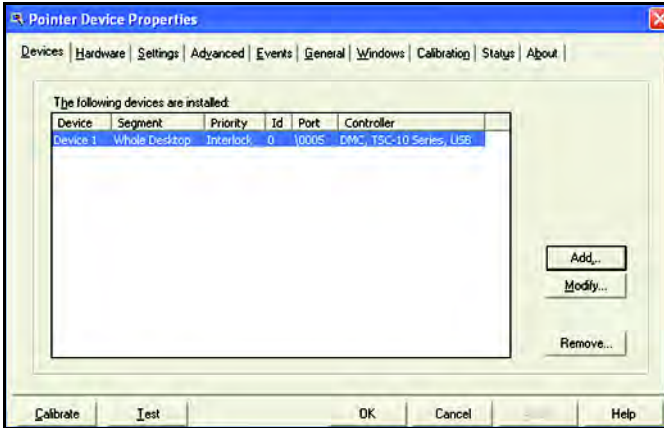 Pointer Device Properties
Devices Hardware Settings Advanced Events General Windows Calibration Status About
The following devices are installed:
Device Segment Priority Id Port Controller
Device 1 Whole Desktop Interlock 0 \0005 DMC, TSC-10 Series, USB
Add...
Modify...
Remove...
Calibrate Test OK Cancel Help